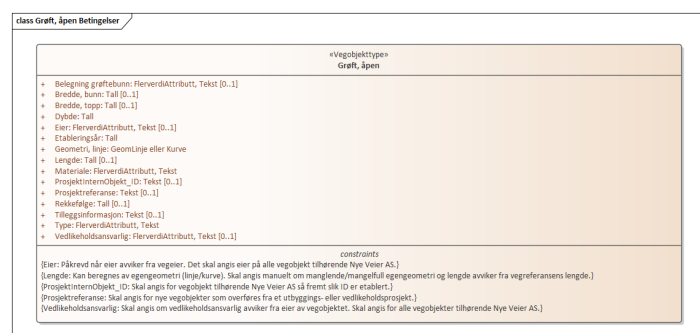 class Grøft, åpen Betingelser
«Vegobjekttype»
Grøft, åpen
+ Belegning grøftebunn: FlerverdiAttributt, Tekst [0..1]
+ Bredde, bunn: Tall [0..1]
+ Bredde, topp: Tall [0..1]
+ Dybde: Tall
+ Eier: FlerverdiAttributt, Tekst [0..1]
+ Etableringsår: Tall
+ Geometri, linje: GeomLinje eller Kurve
+ Lengde: Tall [0..1]
+ Materiale: FlerverdiAttributt, Tekst
+ ProsjektInternObjekt_ID: Tekst [0..1]
+ Prosjektreferanse: Tekst [0..1]
+ Rekkefølge: Tall [0..1]
+ Tilleggsinformasjon: Tekst [0..1]
+ Type: FlerverdiAttributt, Tekst
+ Vedlikeholdsansvarlig: FlerverdiAttributt, Tekst [0..1]
constraints
{Eier: Påkrevd når eier avviker fra vegeier. Det skal angis eier på alle vegobjekt tilhørende Nye Veier AS.}
{Lengde: Kan beregnes av egengeometri (linje/kurve). Skal angis manuelt om manglende/mangelfull egengeometri og lengde avviker fra vegreferansens lengde.}
{ProsjektInternObjekt_ID: Skal angis for vegobjekt tilhørende Nye Veier AS så fremt slik ID er etablert.}
{Prosjektreferanse: Skal angis for nye vegobjekter som overføres fra et utbyggings- eller vedlikeholdsprosjekt.}
{Vedlikeholdsansvarlig: Skal angis om vedlikeholdsansvarlig avviker fra eier av vegobjektet. Skal angis for alle vegobjekter tilhørende Nye Veier AS.}